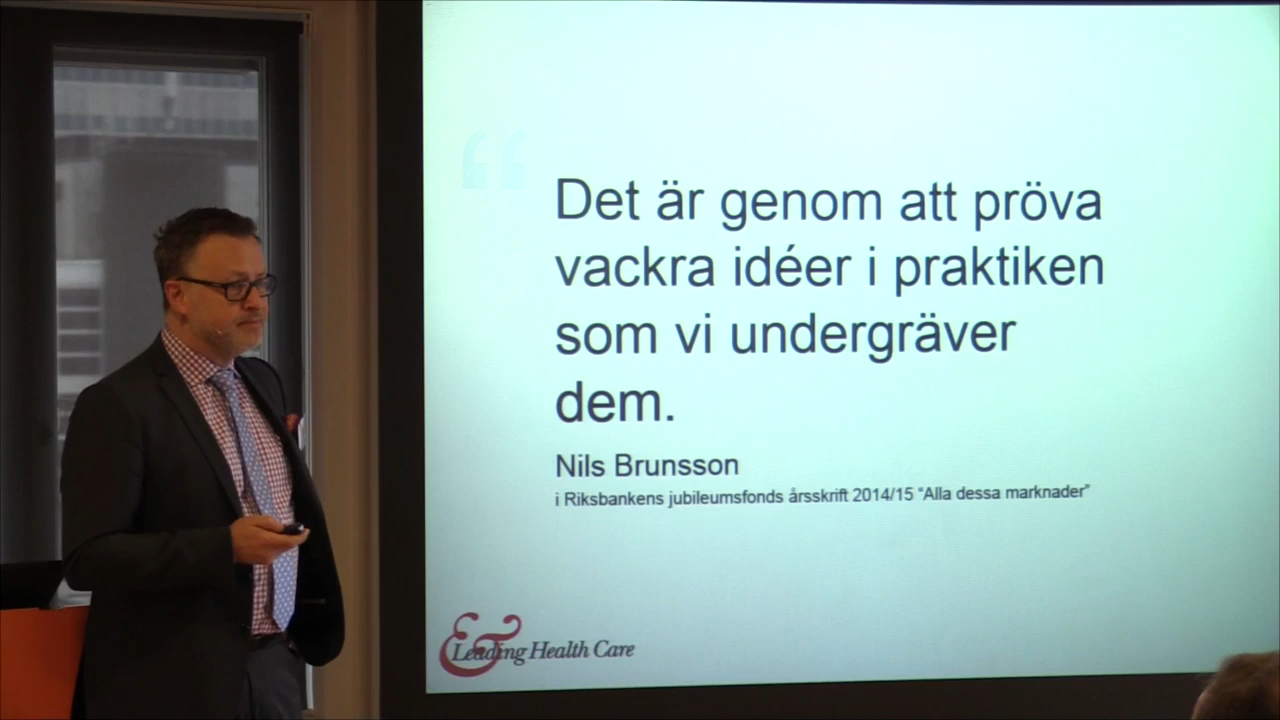 “
Det är genom att pröva
vackra idéer i praktiken
som vi undergräver
dem.
Nils Brunsson
i Riksbankens jubileumsfonds årsskrift 2014/15 “Alla dessa marknader”
& Leading Health Care